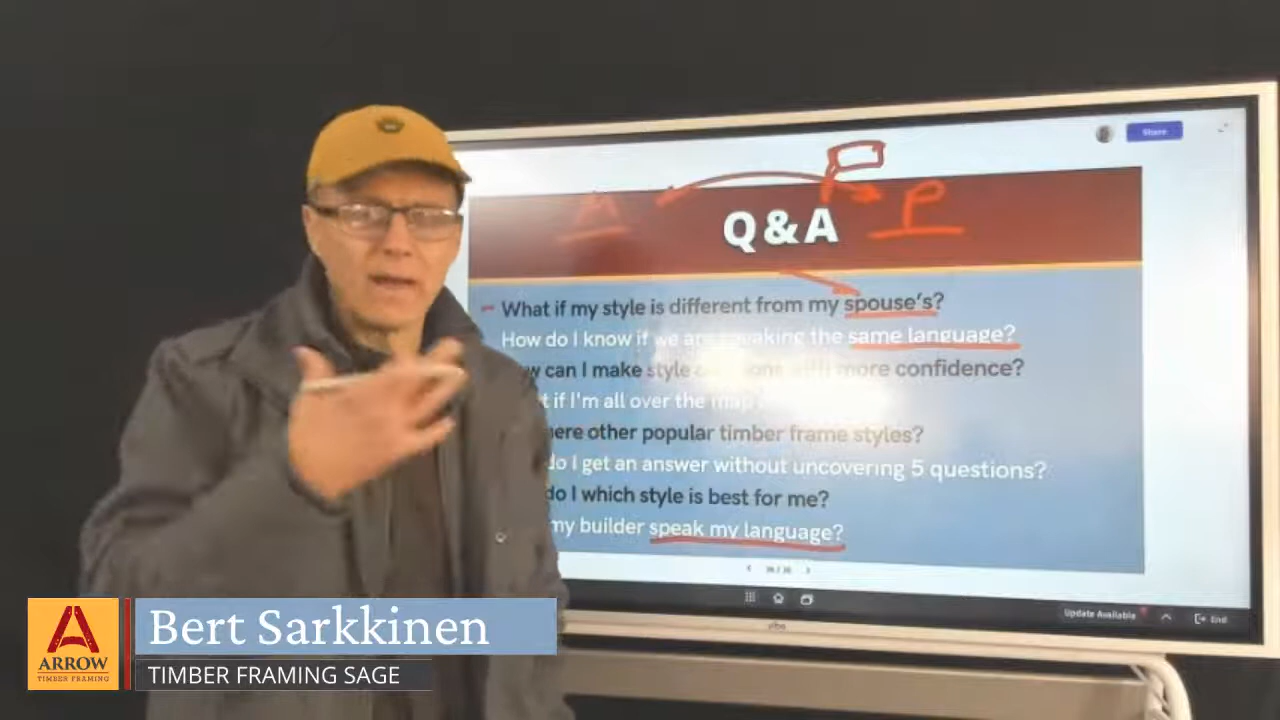 Share
A
P
Q&A
What if my style is different from my spouse's?
How do I know if we are speaking the same language?
can I make style with more confidence?
if I'm all over the map
other popular timber frame styles?
do I get an answer without uncovering 5 questions?
do I which style is best for me?
my builder speak my language?
Update Available
End
vibe
Bert Sarkkinen
TIMBER FRAMING SAGE
A
ARROW
TIMBER FRAMING